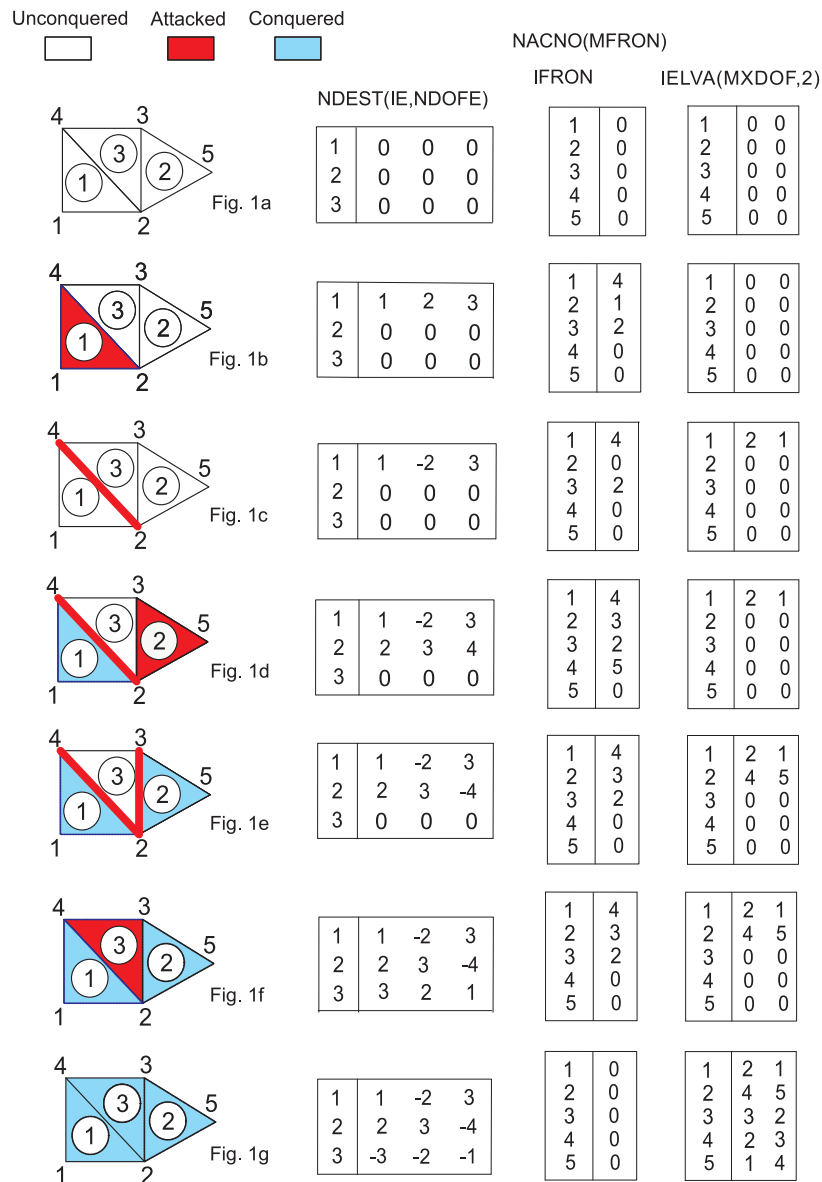 Unconquered Attacked Conquered
NACNO(MFRON)
NDEST(IE,NDOFE) IFRON IELVA(MXDOF,2)
4 3 5 3 1 2 1 2 Fig. 1a
1 0 0 0
2 0 0 0
3 0 0 0
1 0
2 0
3 0
4 0
5 0
1 0 0
2 0 0
3 0 0
4 0 0
5 0 0
4 3 5 3 1 2 1 2 Fig. 1b
1 1 2 3
2 0 0 0
3 0 0 0
1 4
2 1
3 2
4 0
5 0
1 0 0
2 0 0
3 0 0
4 0 0
5 0 0
4 3 5 3 1 2 1 2 Fig. 1c
1 1 -2 3
2 0 0 0
3 0 0 0
1 4
2 0
3 2
4 0
5 0
1 2 1
2 0 0
3 0 0
4 0 0
5 0 0
4 3 5 3 1 2 1 2 Fig. 1d
1 1 -2 3
2 2 3 4
3 0 0 0
1 4
2 3
3 2
4 5
5 0
1 2 1
2 0 0
3 0 0
4 0 0
5 0 0
4 3 5 3 1 2 1 2 Fig. 1e
1 1 -2 3
2 2 3 -4
3 0 0 0
1 4
2 3
3 2
4 0
5 0
1 2 1
2 4 5
3 0 0
4 0 0
5 0 0
4 3 5 3 1 2 1 2 Fig. 1f
1 1 -2 3
2 2 3 -4
3 3 2 1
1 4
2 3
3 2
4 0
5 0
1 2 1
2 4 5
3 0 0
4 0 0
5 0 0
4 3 5 3 1 2 1 2 Fig. 1g
1 1 -2 3
2 2 3 -4
3 -3 -2 -1
1 0
2 0
3 0
4 0
5 0
1 2 1
2 4 5
3 3 2
4 2 3
5 1 4